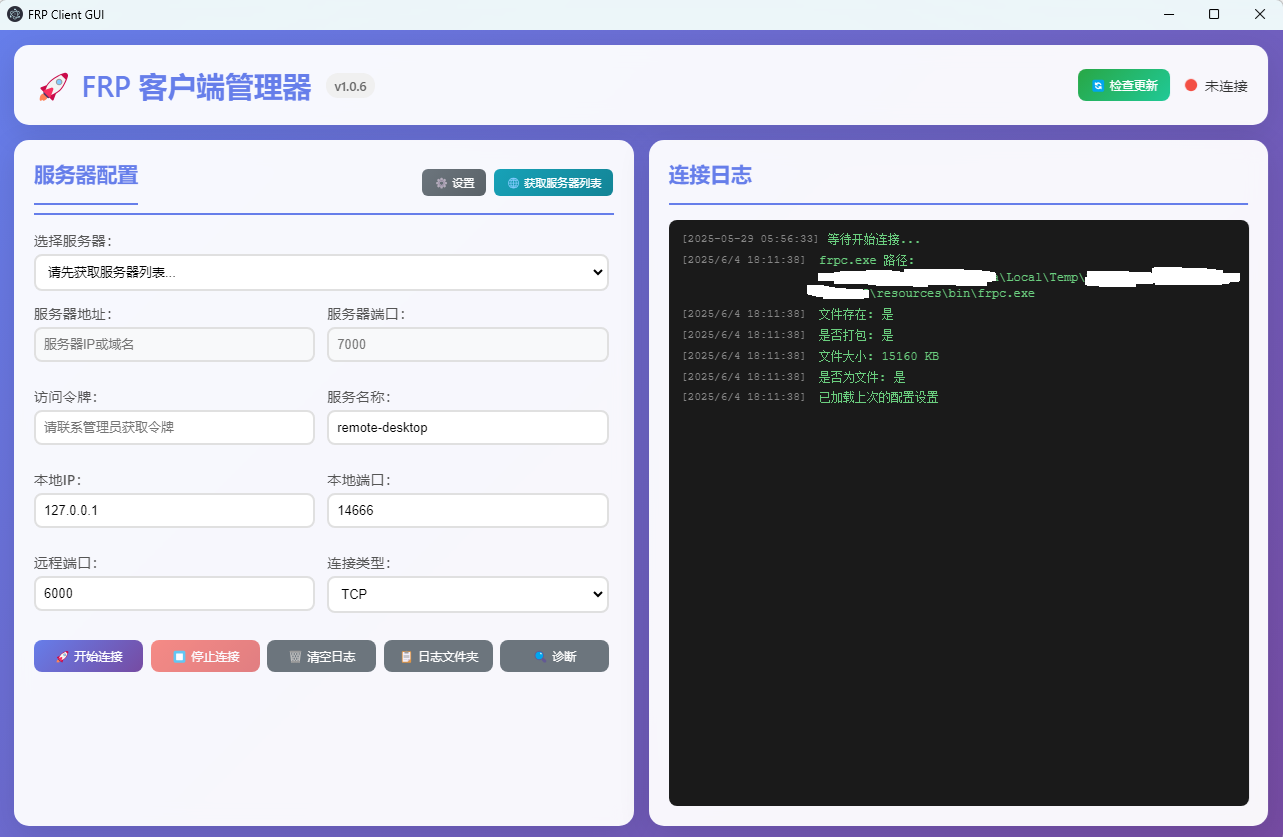 FRP Client GUI
FRP 客户端管理器
v1.0.6
检查更新
未连接
服务器配置
设置
获取服务器列表
选择服务器：
请先获取服务器列表...
服务器地址：
服务器端口：
服务器IP或域名
7000
访问令牌：
服务名称：
请联系管理员获取令牌
remote-desktop
本地IP：
本地端口：
127.0.0.1
14666
远程端口：
连接类型：
6000
TCP
开始连接
停止连接
清空日志
日志文件夹
诊断
连接日志
[2025-05-29 05:56:33] 等待开始连接...
[2025/6/4 18:11:38] frpc.exe 路径:
\Local\Temp\
\resources\bin\frpc.exe
[2025/6/4 18:11:38] 文件存在: 是
[2025/6/4 18:11:38] 是否打包: 是
[2025/6/4 18:11:38] 文件大小: 15160 KB
[2025/6/4 18:11:38] 是否为文件: 是
[2025/6/4 18:11:38] 已加载上次的配置设置